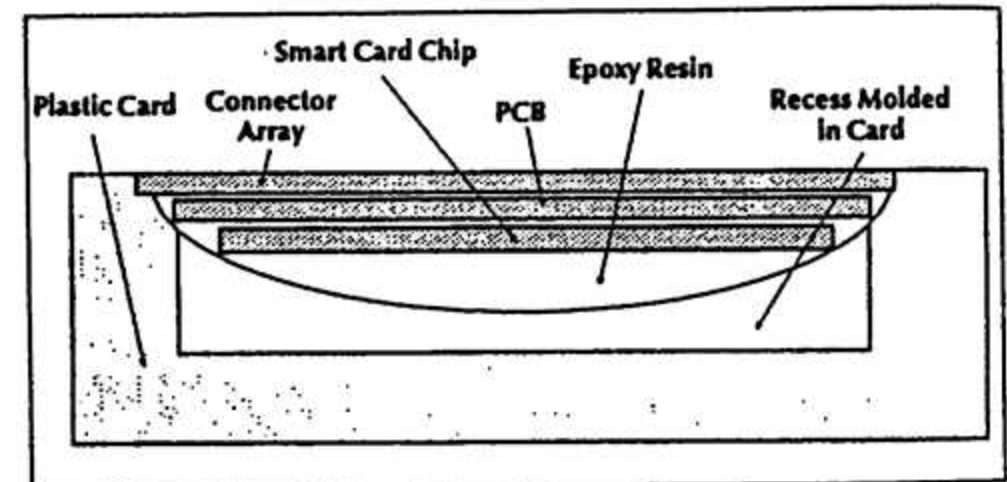 Smart Card Chip
Epoxy Resin
Plastic Card
Connector
Array
PCB
Recess Molded
in Card